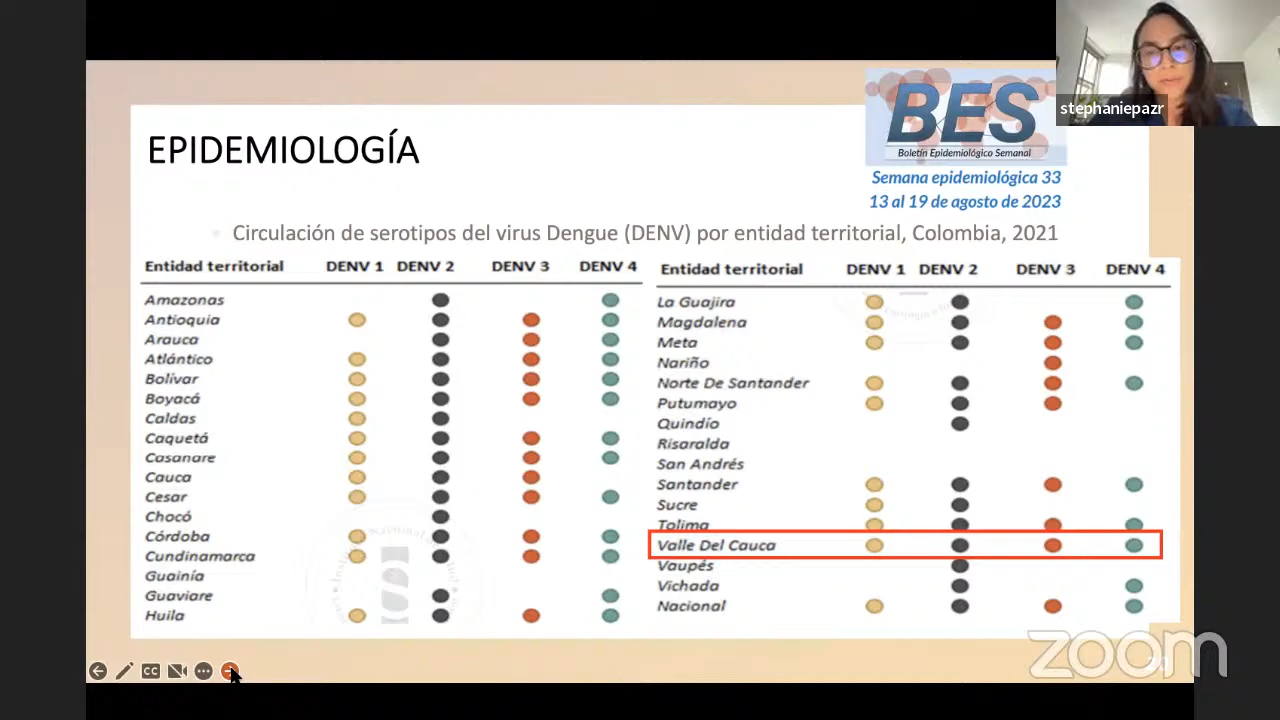 BES
Boletín Epidemiológico Semanal
stephaniepazr
EPIDEMIOLOGÍA
Semana epidemiológica 33
13 al 19 de agosto de 2023
Circulación de serotipos del virus Dengue (DENV) por entidad territorial, Colombia, 2021
Entidad territorial DENV 1 DENV 2 DENV 3 DENV 4
Amazonas
Antioquia
Arauca
Atlántico
Bolívar
Boyacá
Caldas
Caquetá
Casanare
Cauca
Cesar
Chocó
Córdoba
Cundinamarca
Guainía
Guaviare
Huila
Entidad territorial DENV 1 DENV 2 DENV 3 DENV 4
La Guajira
Magdalena
Meta
Nariño
Norte De Santander
Putumayo
Quindío
Risaralda
San Andrés
Santander
Sucre
Tolima
Valle Del Cauca
Vaupés
Vichada
Nacional
CC
zoom